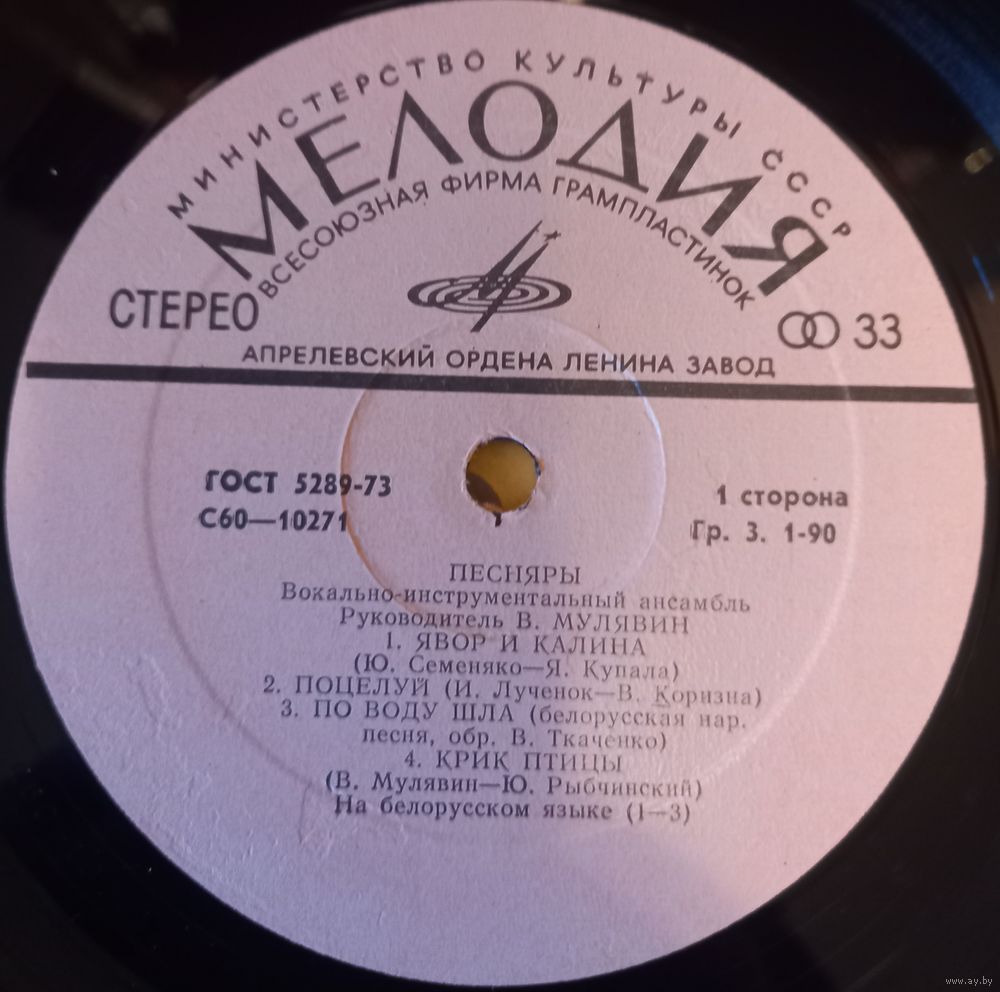 МИНИСТЕРСТВО КУЛЬТУРЫ СССР
МЕЛОДИЯ
ВСЕСОЮЗНАЯ ФИРМА ГРАМПЛАСТИНОК
СТЕРЕО
33
АПРЕЛЕВСКИЙ ОРДЕНА ЛЕНИНА ЗАВОД
ГОСТ 5289-73
С60—10271
1 сторона
Гр. 3. 1-90
ПЕСНЯРЫ
Вокально-инструментальный ансамбль
Руководитель В. МУЛЯВИН
1. ЯВОР И КАЛИНА
(Ю. Семеняко—Я. Купала)
2. ПОЦЕЛУЙ (И. Лученок—В. Коризна)
3. ПО ВОДУ ШЛА (белорусская нар.
песня, обр. В. Ткаченко)
4. КРИК ПТИЦЫ
(В. Мулявин—Ю. Рыбчинский)
На белорусском языке (1—3)
www.ay.by